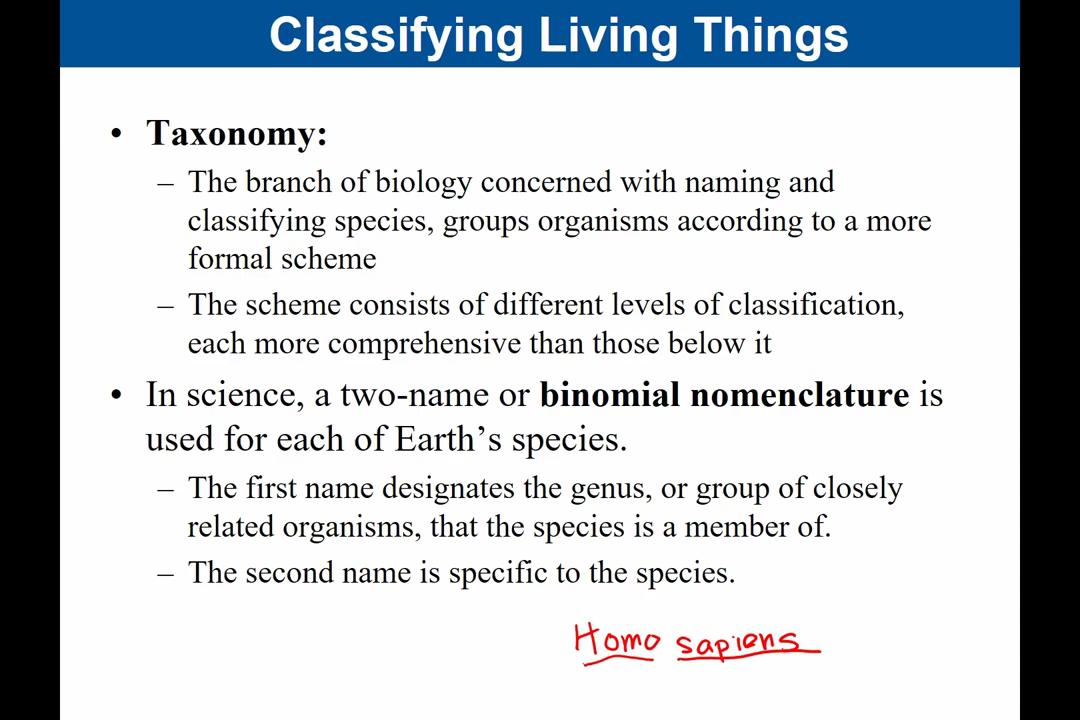 Classifying Living Things
• Taxonomy:
– The branch of biology concerned with naming and
classifying species, groups organisms according to a more
formal scheme
– The scheme consists of different levels of classification,
each more comprehensive than those below it
• In science, a two-name or binomial nomenclature is
used for each of Earth’s species.
– The first name designates the genus, or group of closely
related organisms, that the species is a member of.
– The second name is specific to the species.
Homo sapiens